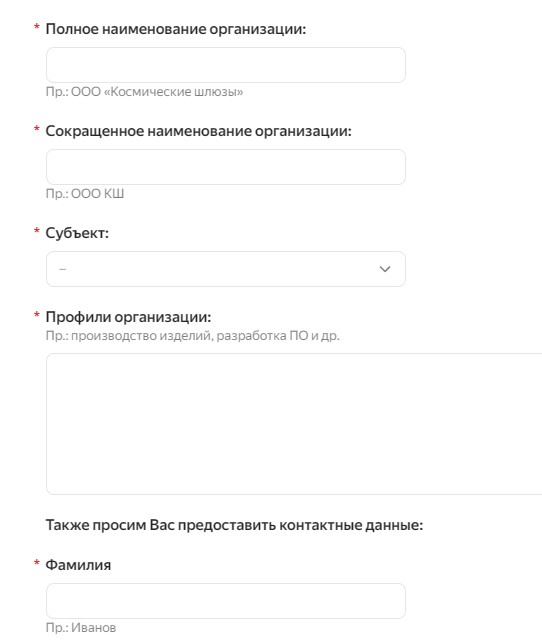 * Полное наименование организации:
Пр.: ООО «Космические шлюзы»
* Сокращенное наименование организации:
Пр.: ООО КШ
* Субъект:
–
* Профили организации:
Пр.: производство изделий, разработка ПО и др.
Также просим Вас предоставить контактные данные:
* Фамилия
Пр.: Иванов